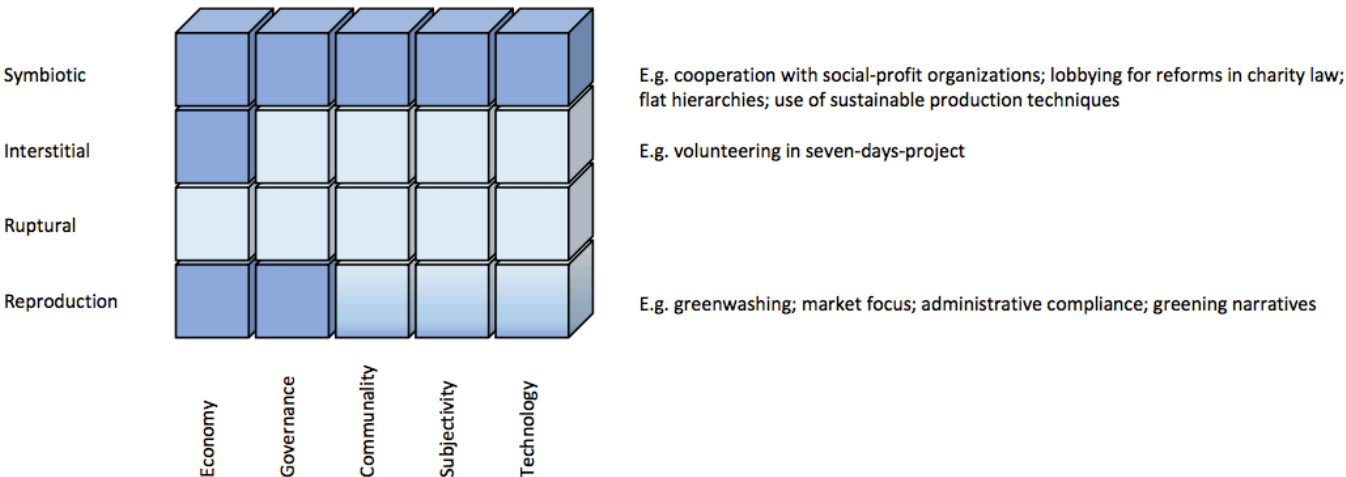 Symbiotic
E.g. cooperation with social-profit organizations; lobbying for reforms in charity law;
flat hierarchies; use of sustainable production techniques
Interstitial
E.g. volunteering in seven-days-project
Ruptural
Reproduction
E.g. greenwashing; market focus; administrative compliance; greening narratives
Economy
Governance
Communality
Subjectivity
Technology